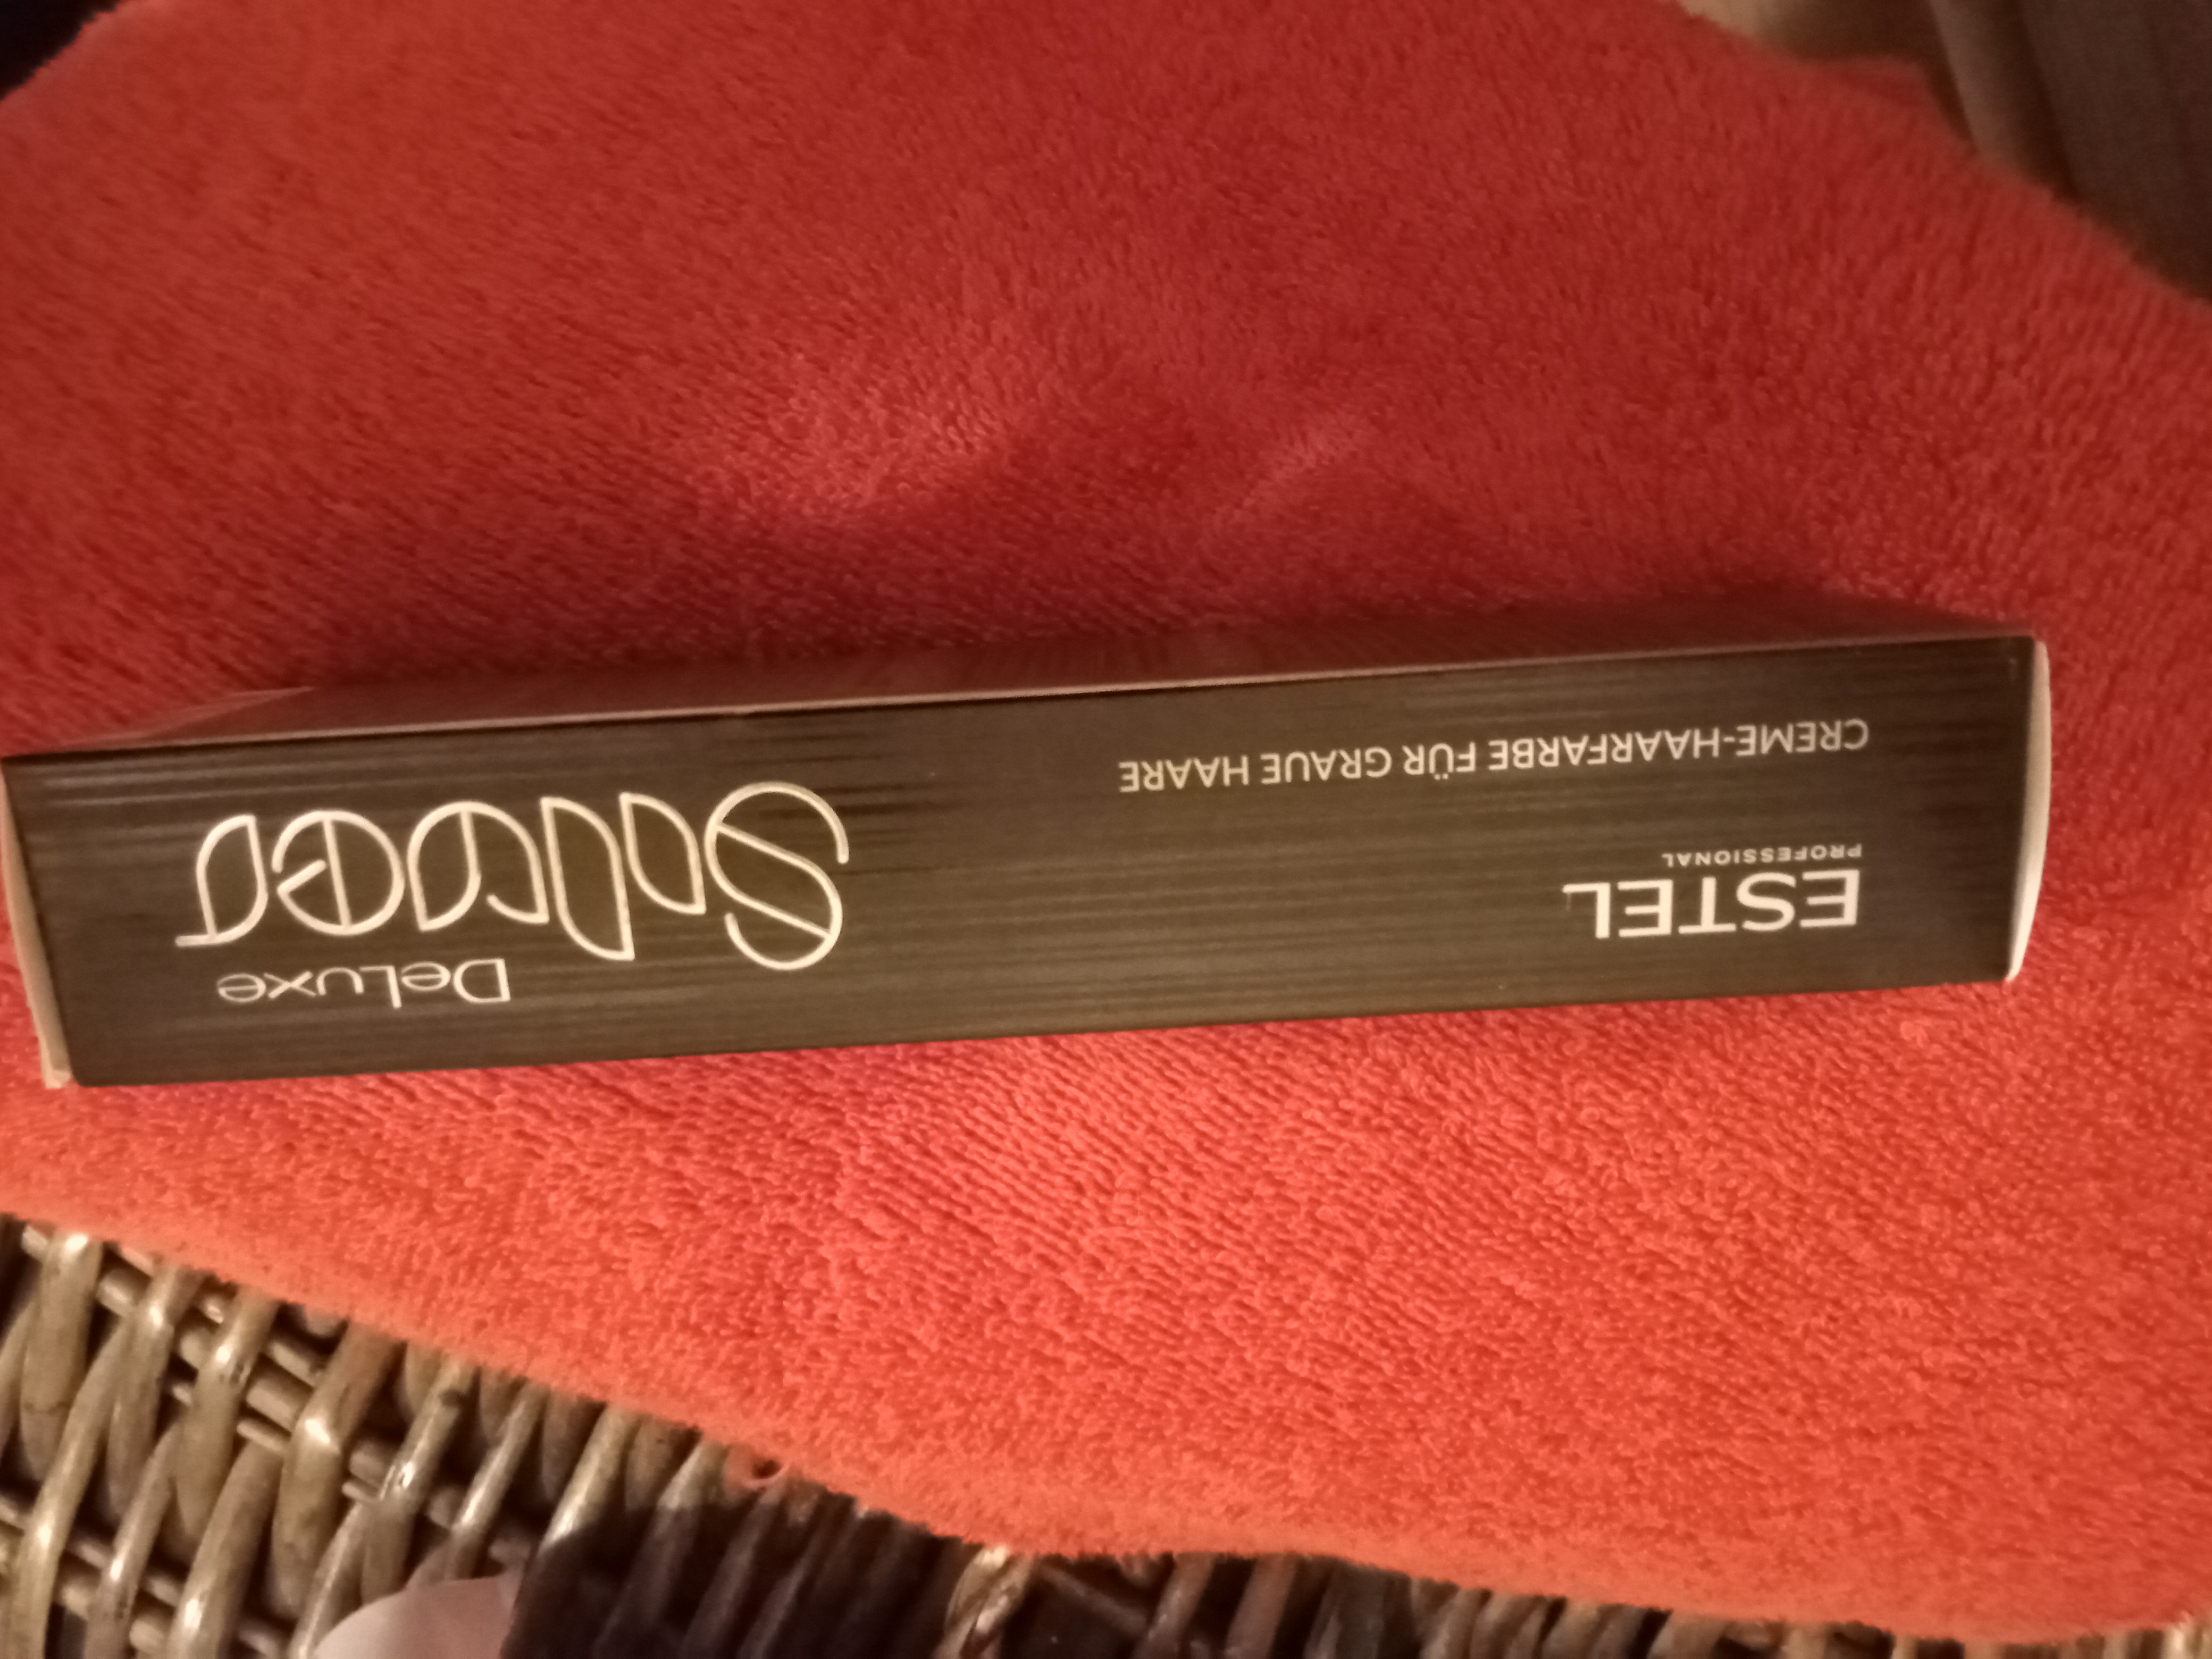 ESTEL
PROFESSIONAL
CREME-HAARFARBE FÜR GRAUE HAARE
DeLuxe
Silver